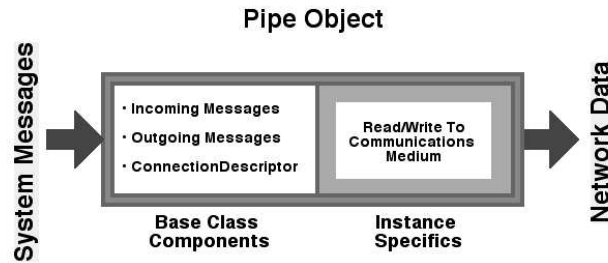 Pipe Object
System Messages
· Incoming Messages
· Outgoing Messages
· ConnectionDescriptor
Read/Write To
Communications
Medium
Network Data
Base Class
Components
Instance
Specifics